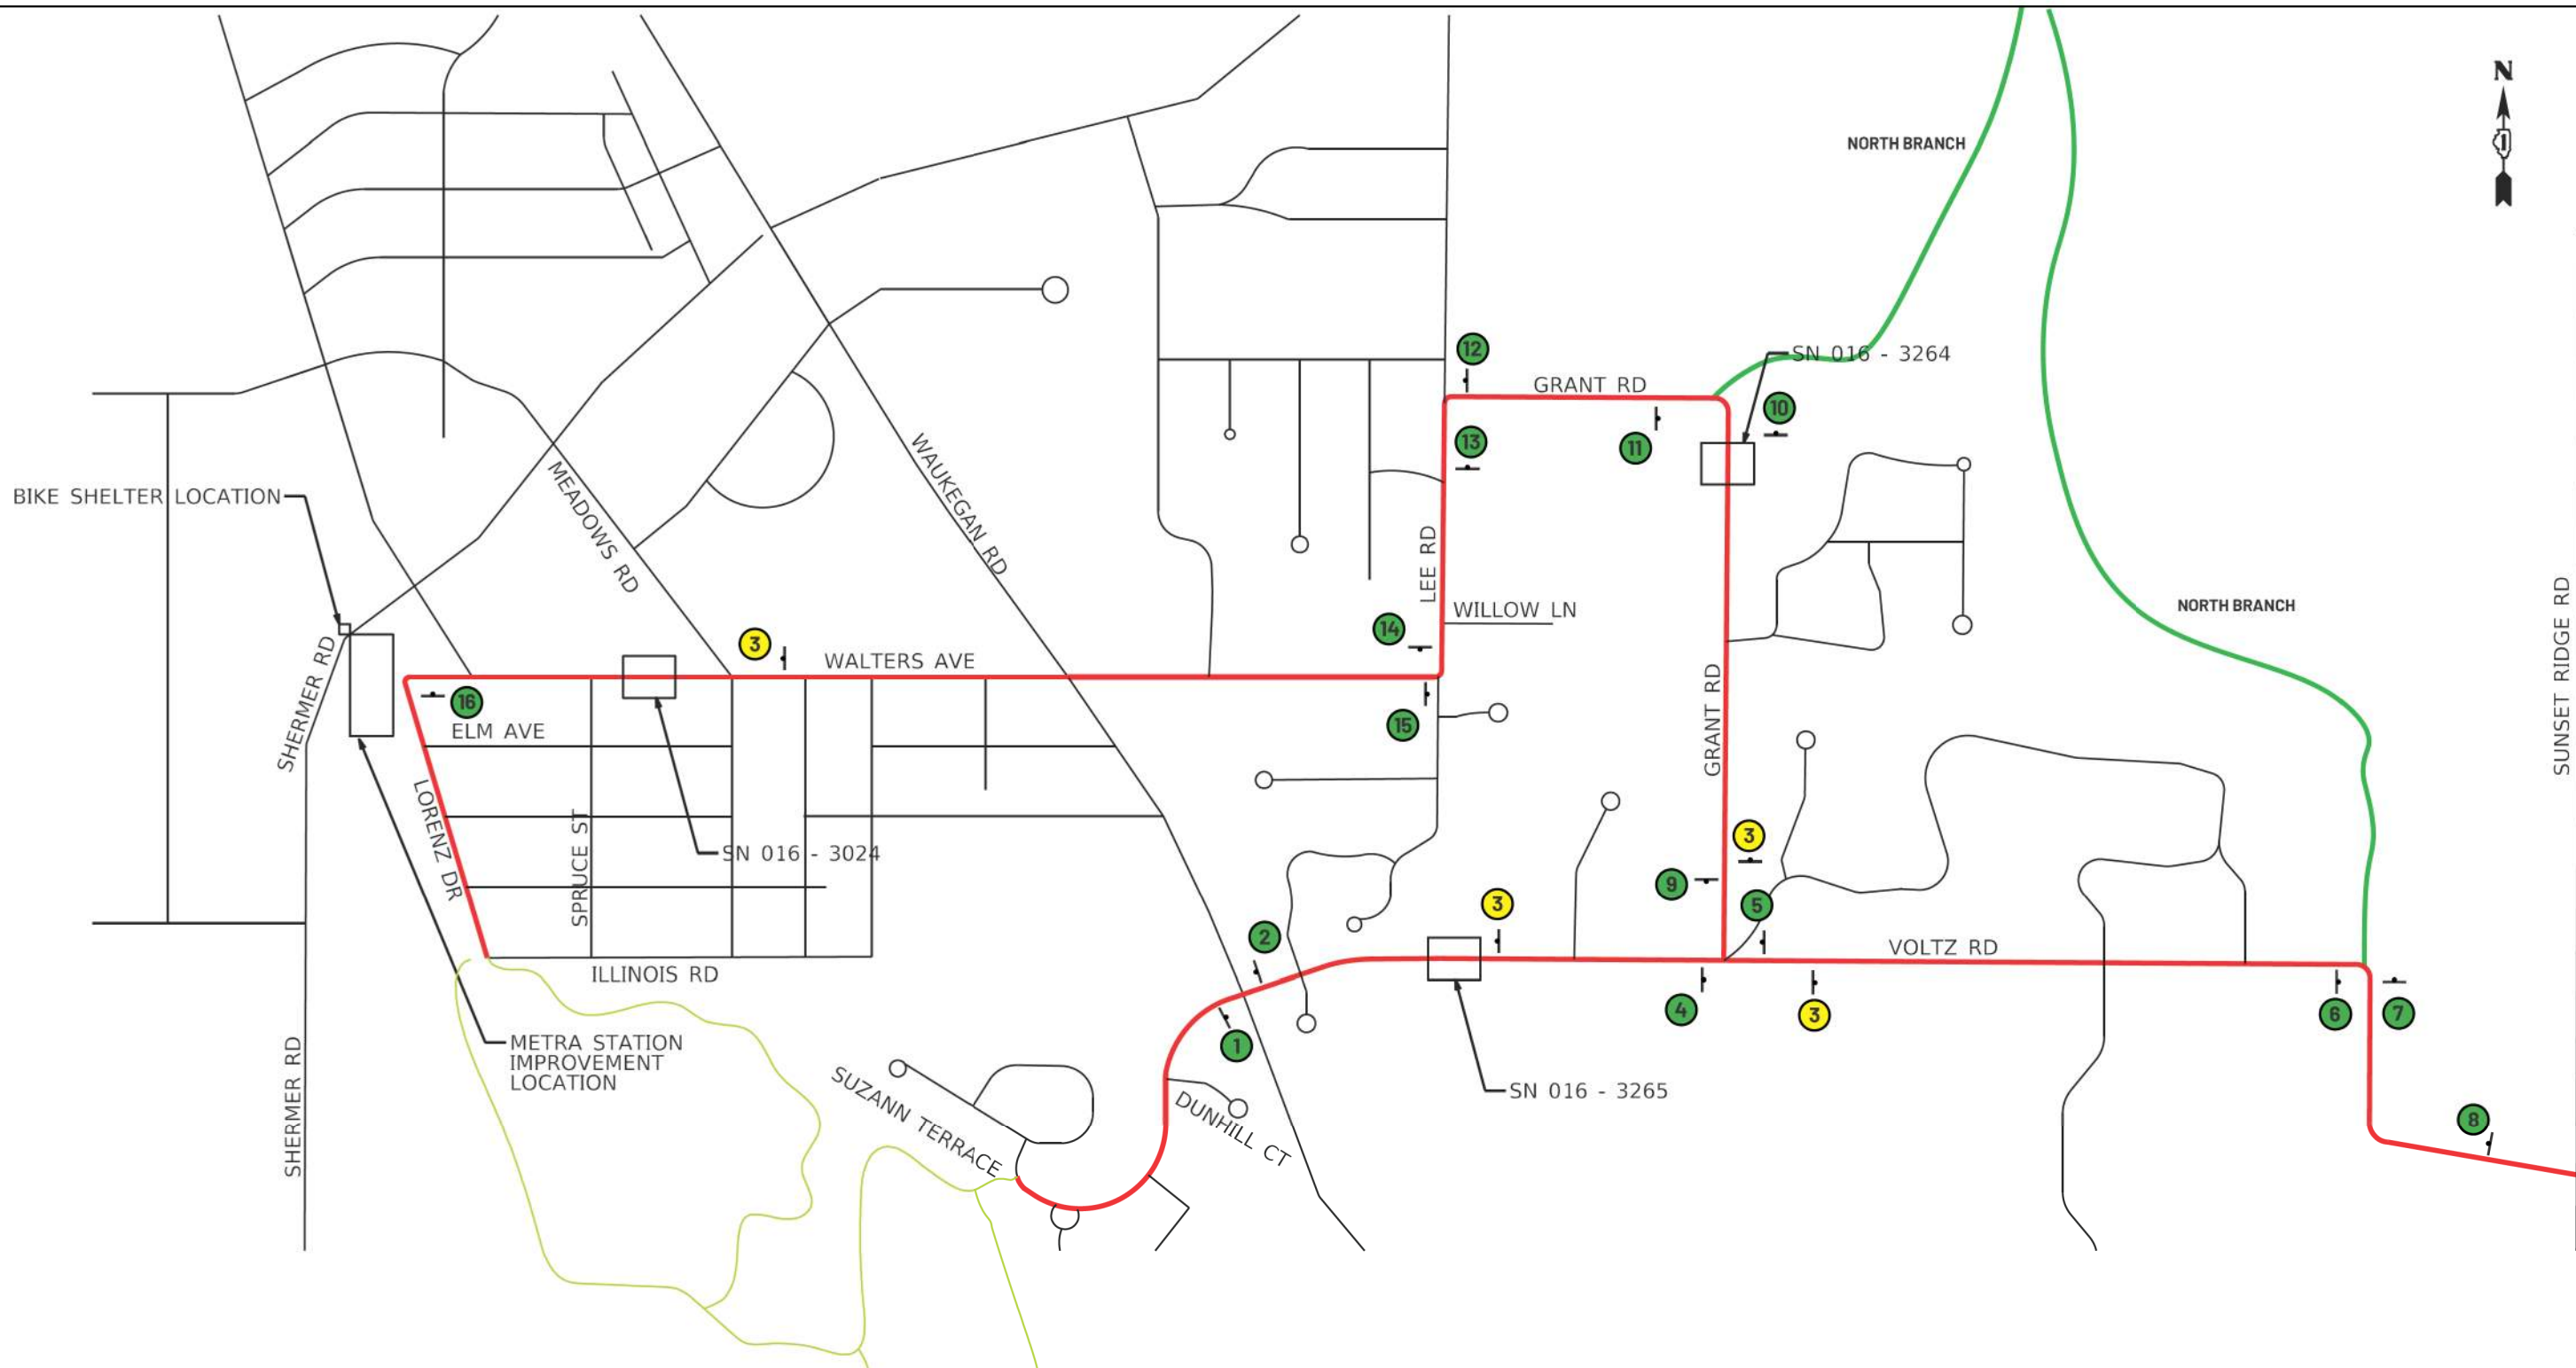 N
NORTH BRANCH
12
SN 016 - 3264
GRANT RD
10
13
11
WAUKEGAN RD
MEADOWS RD
BIKE SHELTER LOCATION
LEE RD
WILLOW LN
NORTH BRANCH
SUNSET RIDGE RD
14
3
WALTERS AVE
SHERMER RD
16
15
ELM AVE
GRANT RD
LORENZ DR
SPRUCE ST
SN 016 - 3024
3
9
5
3
2
VOLTZ RD
ILLINOIS RD
4
3
6
7
1
METRA STATION
IMPROVEMENT
LOCATION
SHERMER RD
SUZANN TERRACE
DUNHILL CT
SN 016 - 3265
8